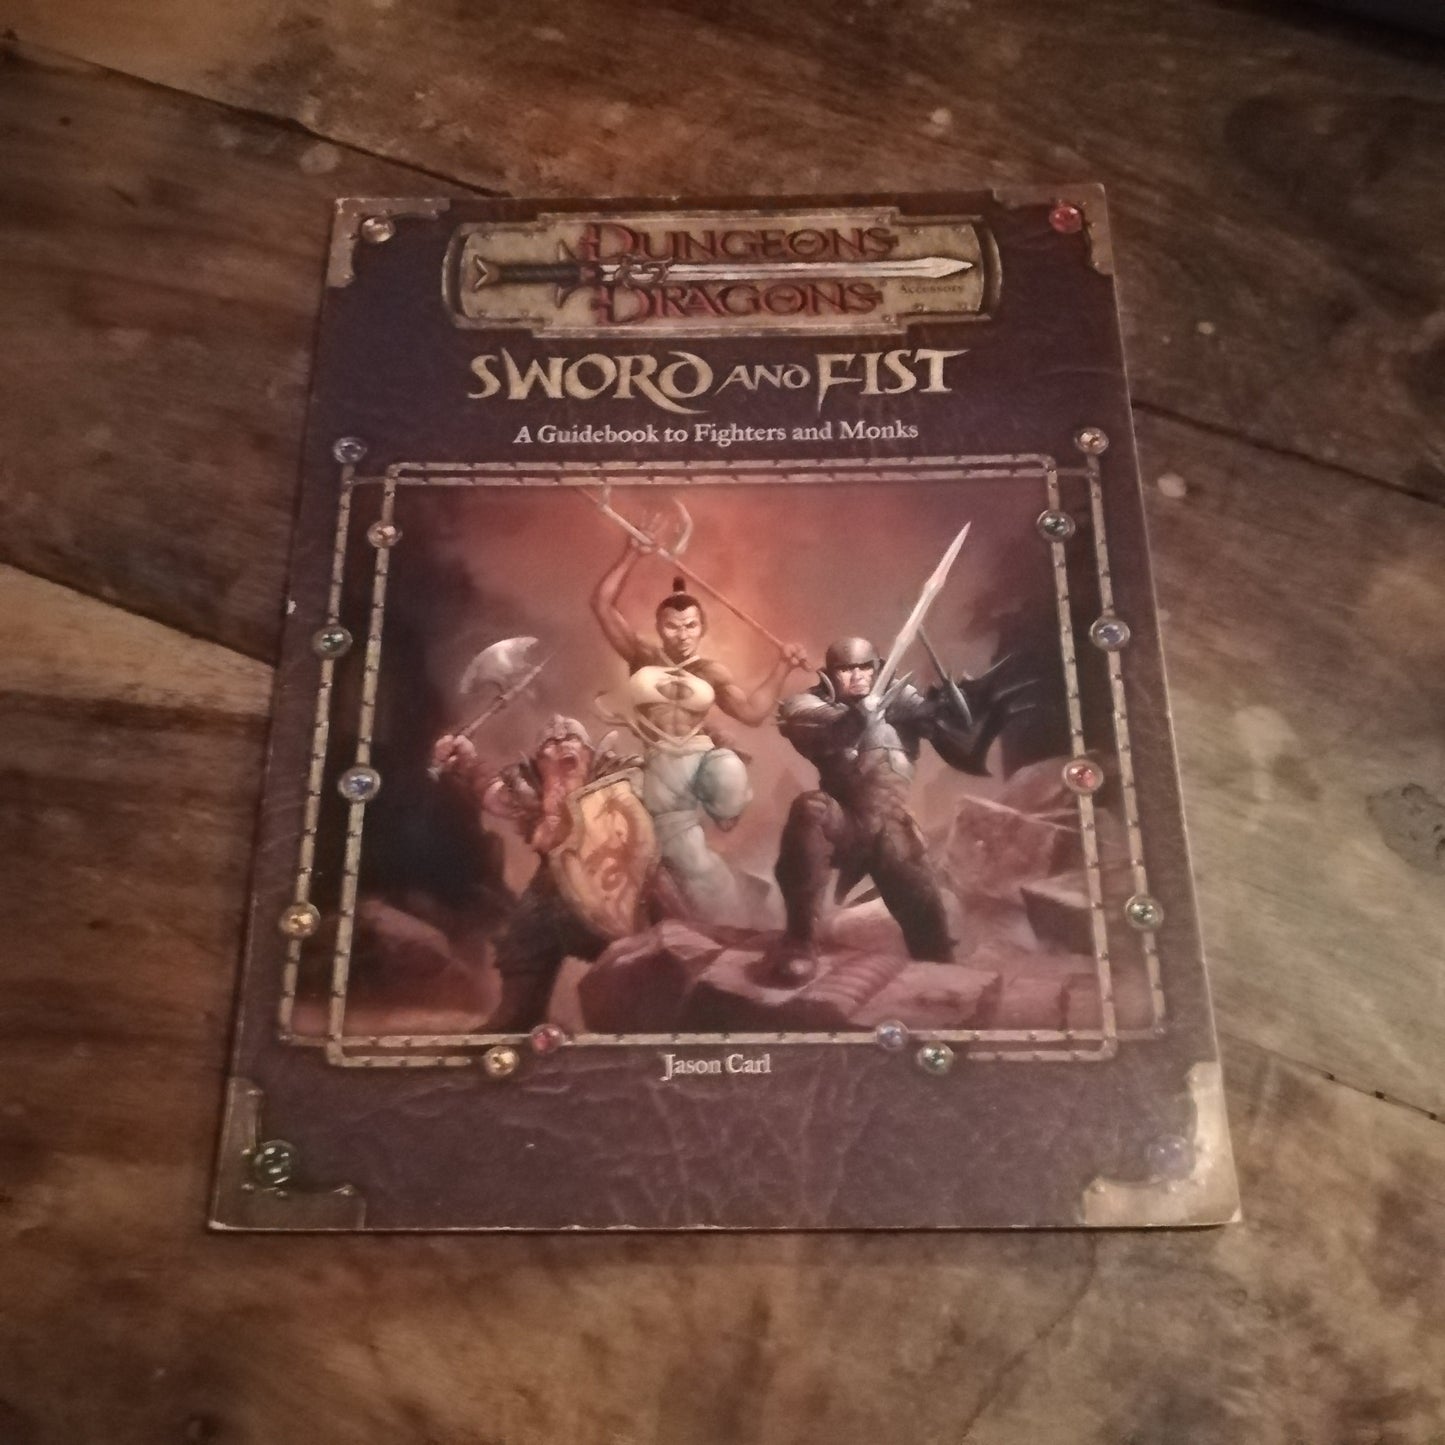 DUNGEONS
DRAGONS
Accessory
SWORD AND FIST
A Guidebook to Fighters and Monks
Jason Carl